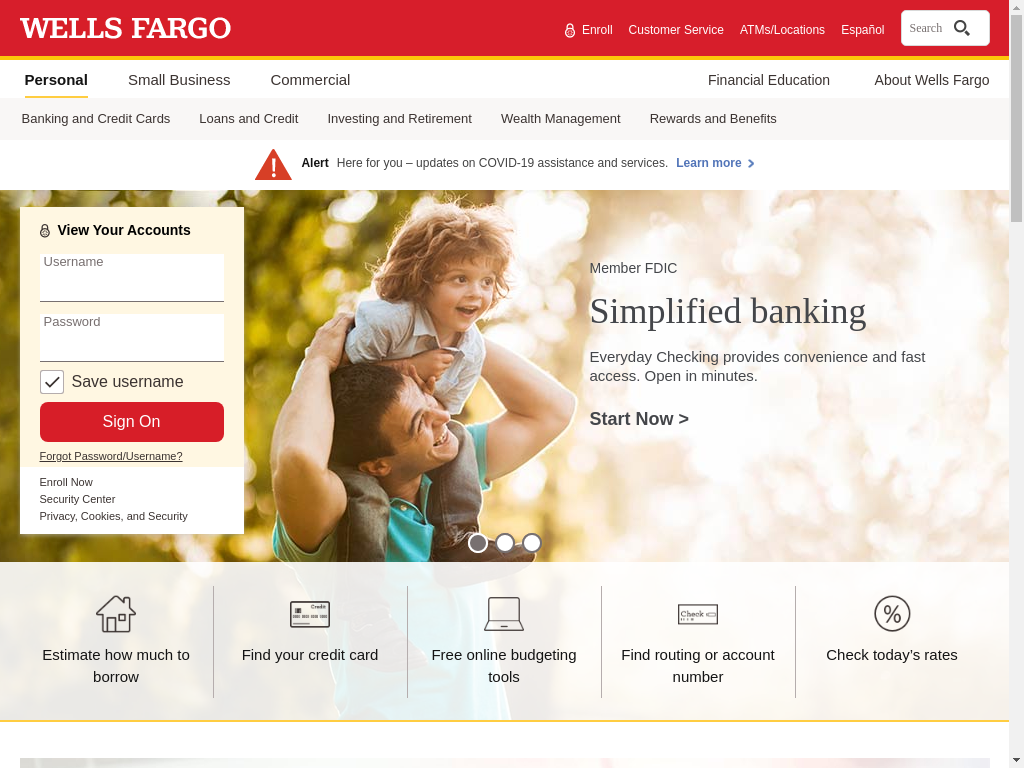 WELLS FARGO
Enroll Customer Service ATMs/Locations Español Search
Personal Small Business Commercial Financial Education About Wells Fargo
Banking and Credit Cards Loans and Credit Investing and Retirement Wealth Management Rewards and Benefits
Alert Here for you – updates on COVID-19 assistance and services. Learn more
View Your Accounts
Username
Password
Save username
Sign On
Forgot Password/Username?
Enroll Now
Security Center
Privacy, Cookies, and Security
Member FDIC
Simplified banking
Everyday Checking provides convenience and fast
access. Open in minutes.
Start Now >
Estimate how much to
borrow
Credit
Find your credit card
Free online budgeting
tools
Check
Find routing or account
number
%
Check today’s rates